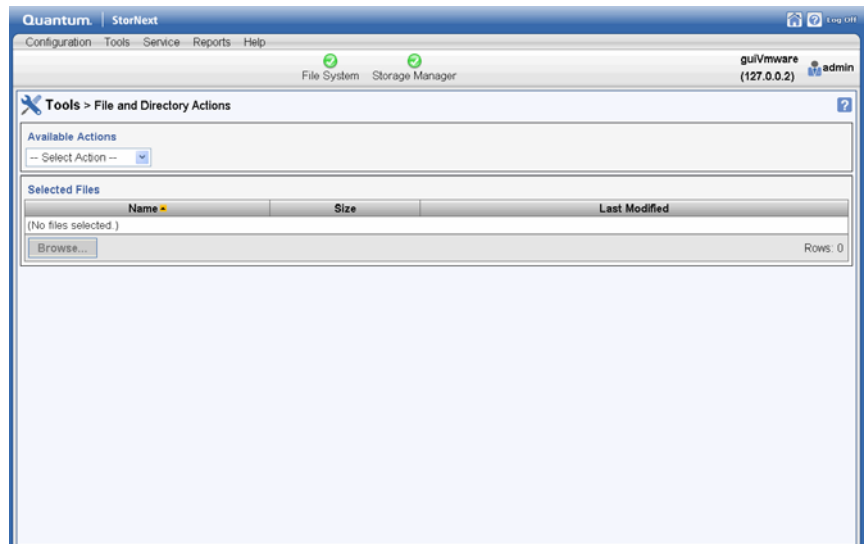 Quantum. StorNext Log Off
Configuration Tools Service Reports Help
File System Storage Manager
guiVmware
(127.0.0.2)
admin
Tools > File and Directory Actions
Available Actions
-- Select Action --
Selected Files
Name Size Last Modified
(No files selected.)
Browse... Rows: 0